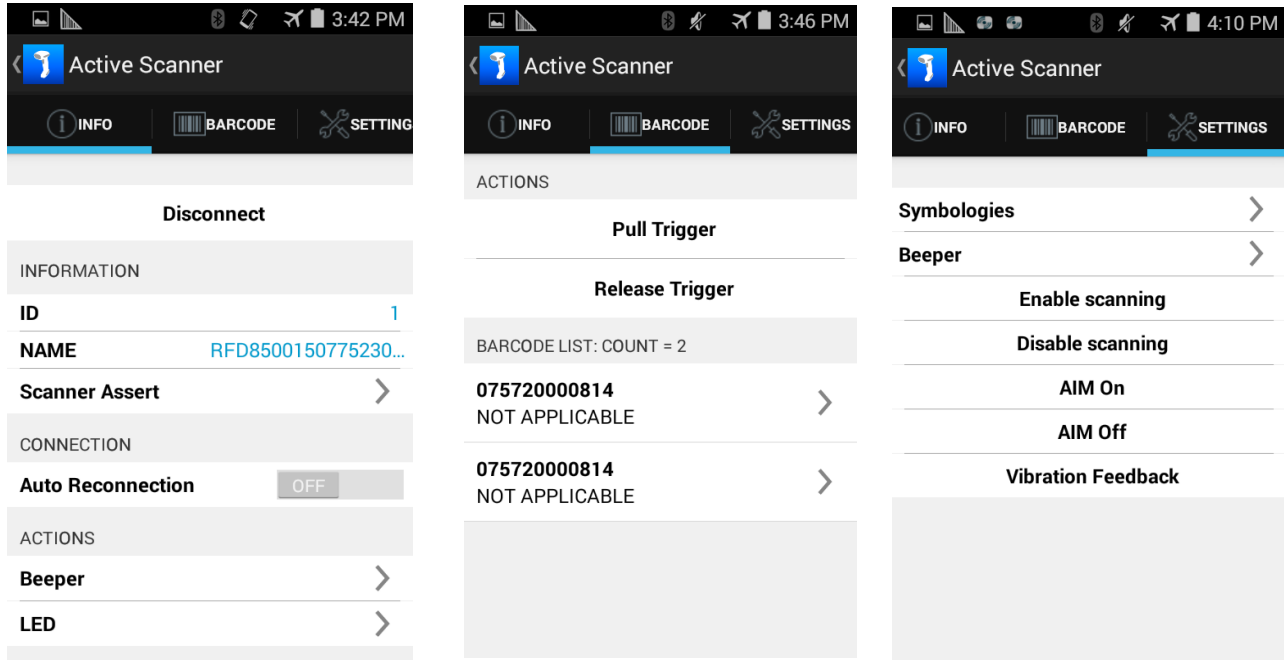 3:42 PM
Active Scanner
INFO BARCODE SETTING
Disconnect
INFORMATION
ID 1
NAME RFD8500150775230...
Scanner Assert
CONNECTION
Auto Reconnection OFF
ACTIONS
Beeper
LED
3:46 PM
Active Scanner
INFO BARCODE SETTINGS
ACTIONS
Pull Trigger
Release Trigger
BARCODE LIST: COUNT = 2
075720000814
NOT APPLICABLE
075720000814
NOT APPLICABLE
4:10 PM
Active Scanner
INFO BARCODE SETTINGS
Symbologies
Beeper
Enable scanning
Disable scanning
AIM On
AIM Off
Vibration Feedback